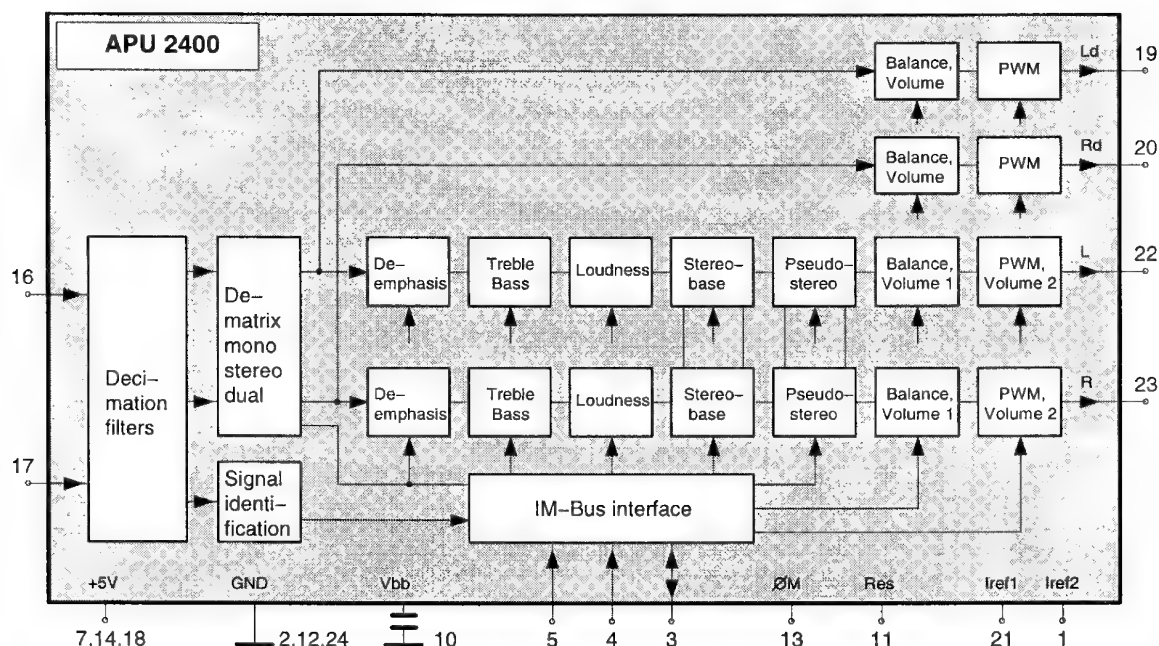 APU 2400
Balance,
Volume
PWM
Ld
19
Balance,
Volume
PWM
Rd
20
16
17
Deci–
mation
filters
De–
matrix
mono
stereo
dual
Signal
identi–
fication
De–
emphasis
Treble
Bass
Loudness
Stereo–
base
Pseudo–
stereo
Balance,
Volume 1
PWM,
Volume 2
L
22
De–
emphasis
Treble
Bass
Loudness
Stereo–
base
Pseudo–
stereo
Balance,
Volume 1
PWM,
Volume 2
R
23
IM–Bus interface
+5V
GND
Vbb
ØM
Res
Iref1
Iref2
7,14,18
2,12,24
10
5
4
3
13
11
21
1